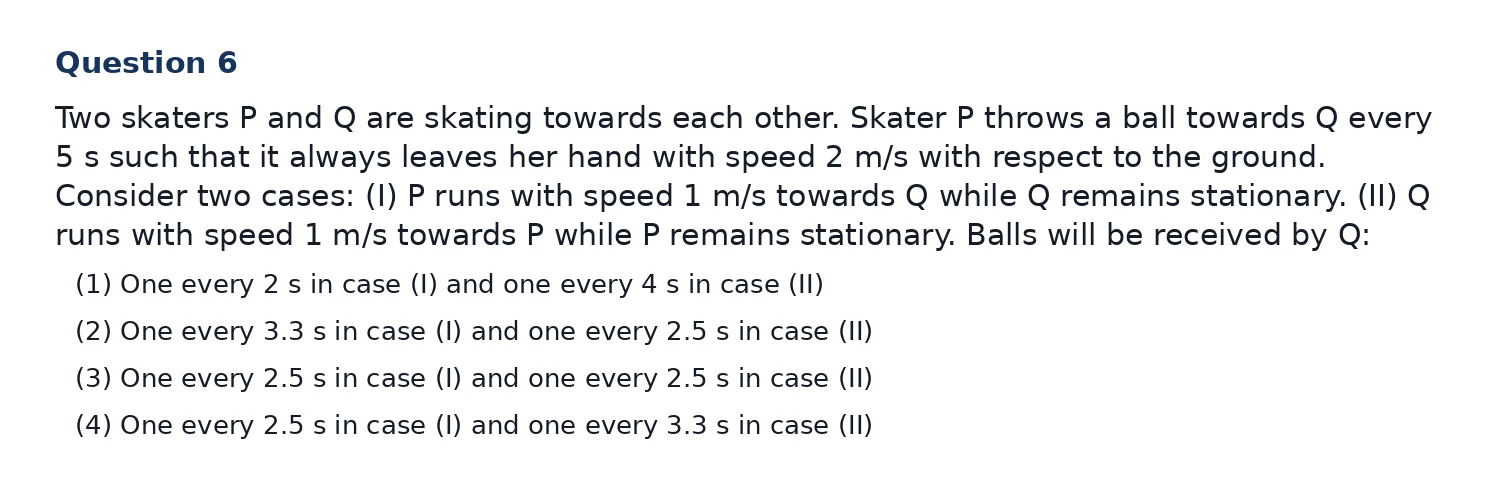 Question 6
Two skaters P and Q are skating towards each other. Skater P throws a ball towards Q every
5 s such that it always leaves her hand with speed 2 m/s with respect to the ground.
Consider two cases: (I) P runs with speed 1 m/s towards Q while Q remains stationary. (II) Q
runs with speed 1 m/s towards P while P remains stationary. Balls will be received by Q:
(1) One every 2 s in case (I) and one every 4 s in case (II)
(2) One every 3.3 s in case (I) and one every 2.5 s in case (II)
(3) One every 2.5 s in case (I) and one every 2.5 s in case (II)
(4) One every 2.5 s in case (I) and one every 3.3 s in case (II)